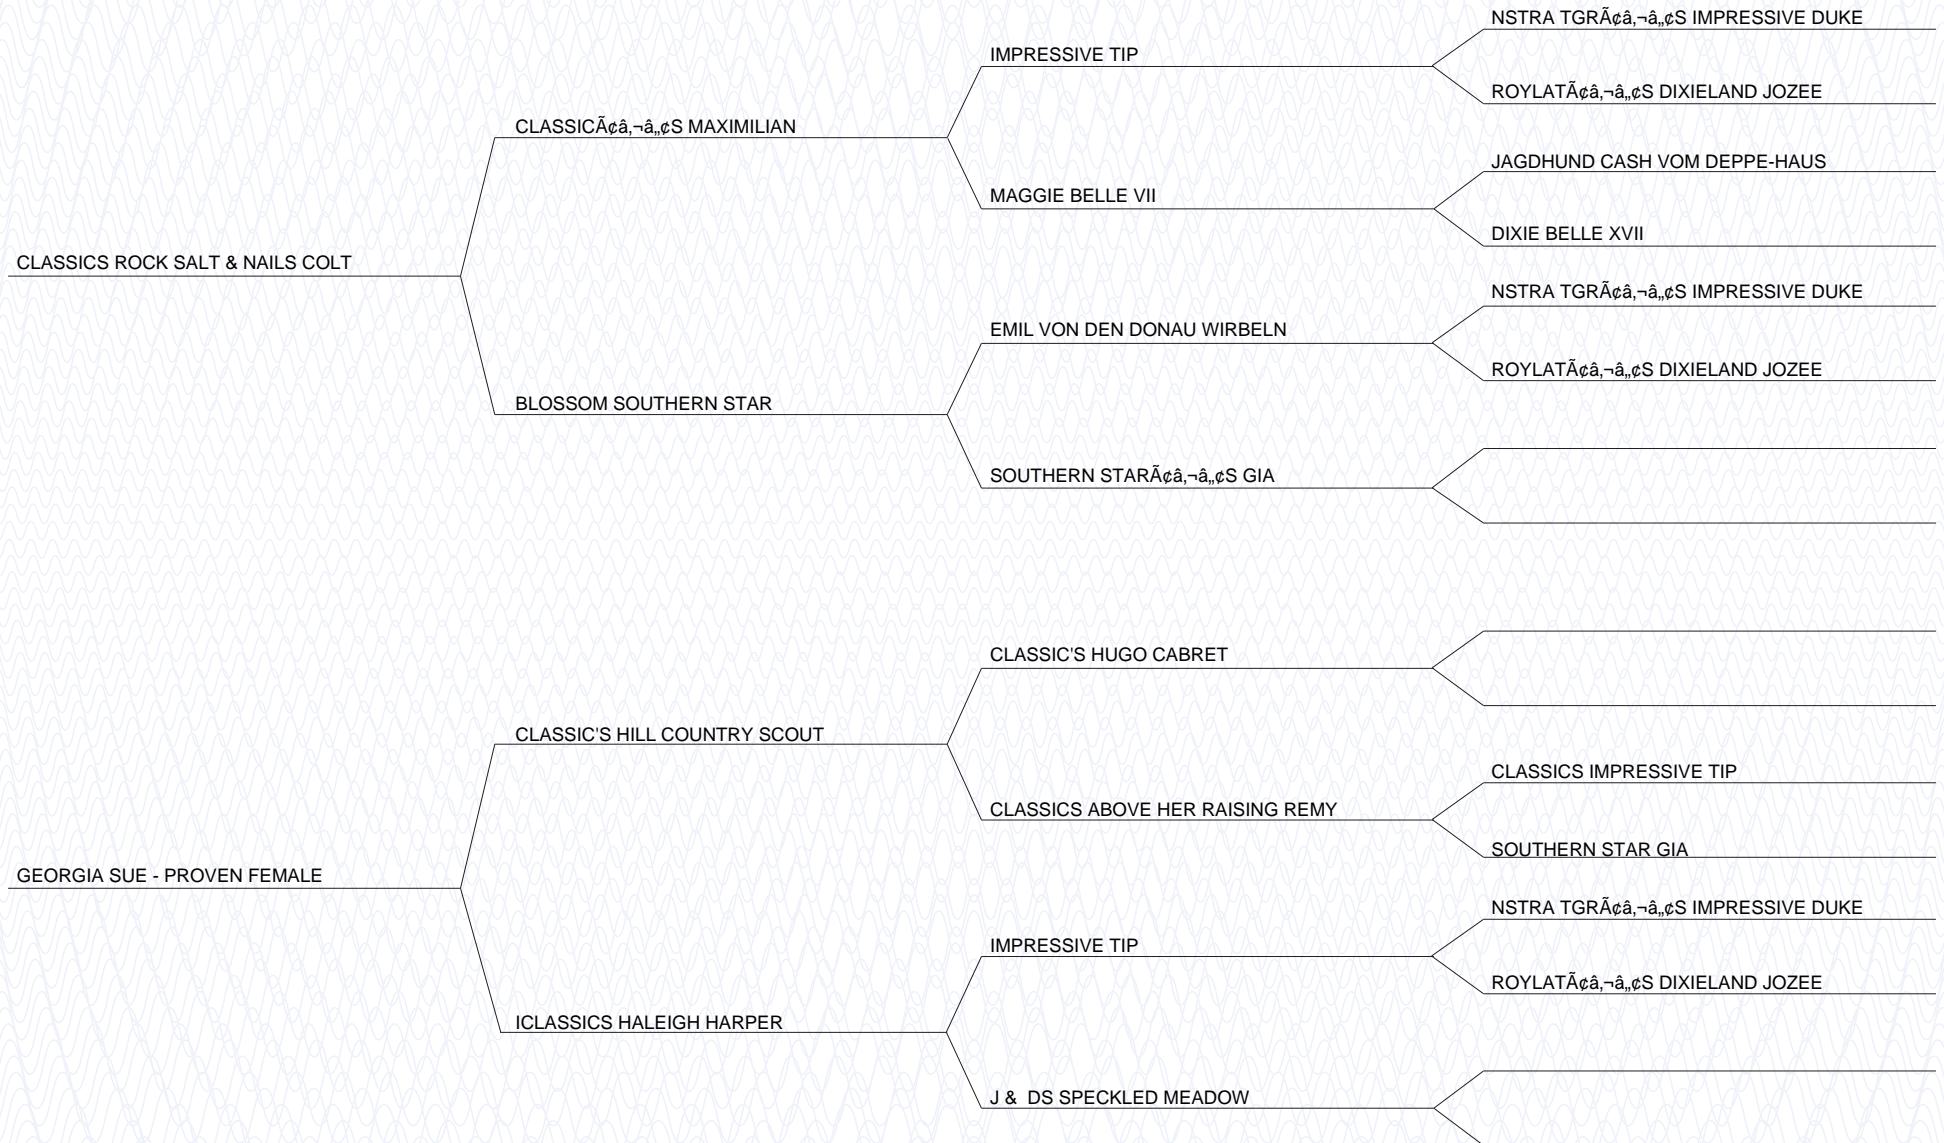 NSTRA TGRÃ¢â‚¬â„¢S IMPRESSIVE DUKE
IMPRESSIVE TIP
ROYLATÃ¢â‚¬â„¢S DIXIELAND JOZEE
CLASSICÃ¢â‚¬â„¢S MAXIMILIAN
JAGDHUND CASH VOM DEPPE-HAUS
MAGGIE BELLE VII
DIXIE BELLE XVII
CLASSICS ROCK SALT & NAILS COLT
NSTRA TGRÃ¢â‚¬â„¢S IMPRESSIVE DUKE
EMIL VON DEN DONAU WIRBELN
ROYLATÃ¢â‚¬â„¢S DIXIELAND JOZEE
BLOSSOM SOUTHERN STAR
SOUTHERN STARÃ¢â‚¬â„¢S GIA
CLASSIC'S HUGO CABRET
CLASSIC'S HILL COUNTRY SCOUT
CLASSICS IMPRESSIVE TIP
CLASSICS ABOVE HER RAISING REMY
SOUTHERN STAR GIA
GEORGIA SUE - PROVEN FEMALE
NSTRA TGRÃ¢â‚¬â„¢S IMPRESSIVE DUKE
IMPRESSIVE TIP
ROYLATÃ¢â‚¬â„¢S DIXIELAND JOZEE
ICLASSICS HALEIGH HARPER
J &  DS SPECKLED MEADOW